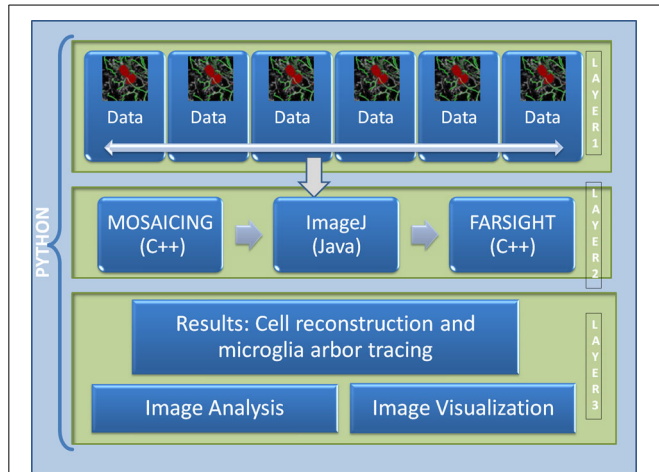 PYTHON
Data Data Data Data Data Data
LAYER1
MOSAICING
(C++)
ImageJ
(Java)
FARSIGHT
(C++)
LAYER2
Results: Cell reconstruction and
microglia arbor tracing
Image Analysis
Image Visualization
LAYER3